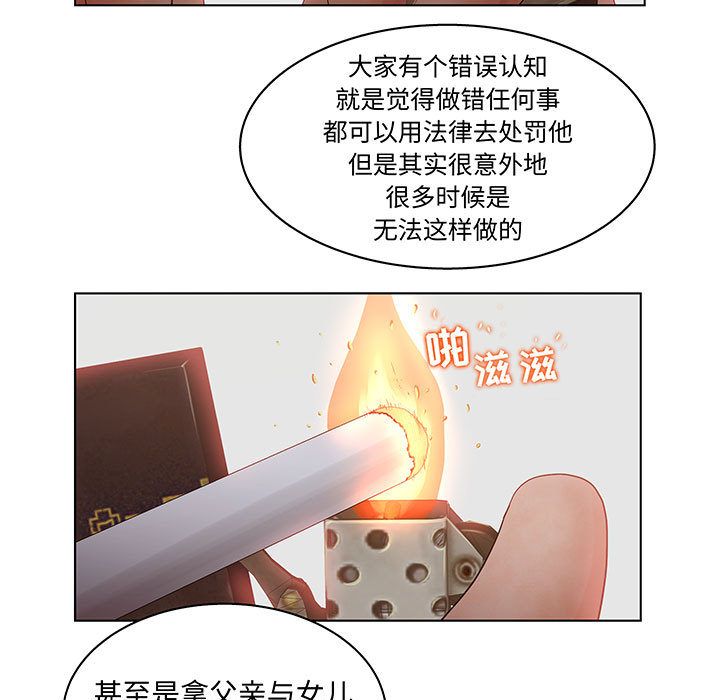 大家有个错误认知
就是觉得做错任何事
都可以用法律去处罚他
但是其实很意外地
很多时候是
无法这样做的
啪
滋滋
甚至是拿父亲与女儿